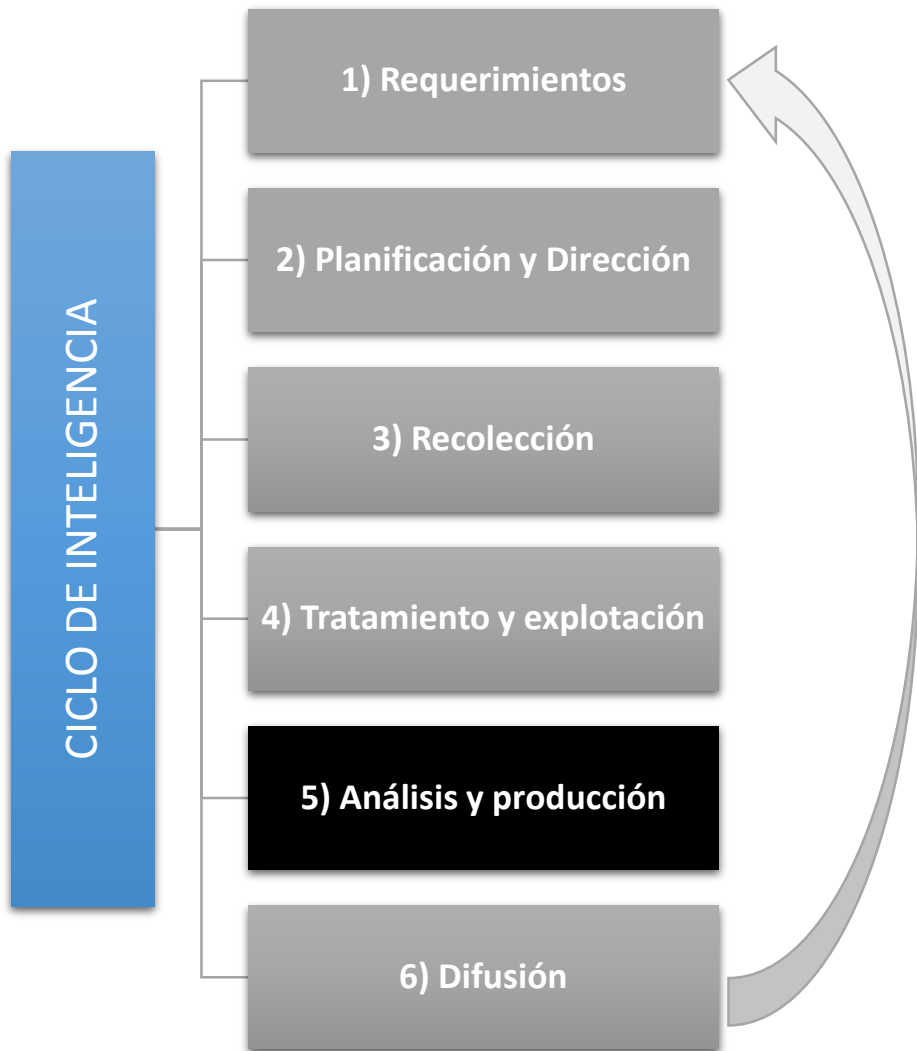 CICLO DE INTELIGENCIA
1) Requerimientos
2) Planificación y Dirección
3) Recolección
4) Tratamiento y explotación
5) Análisis y producción
6) Difusión